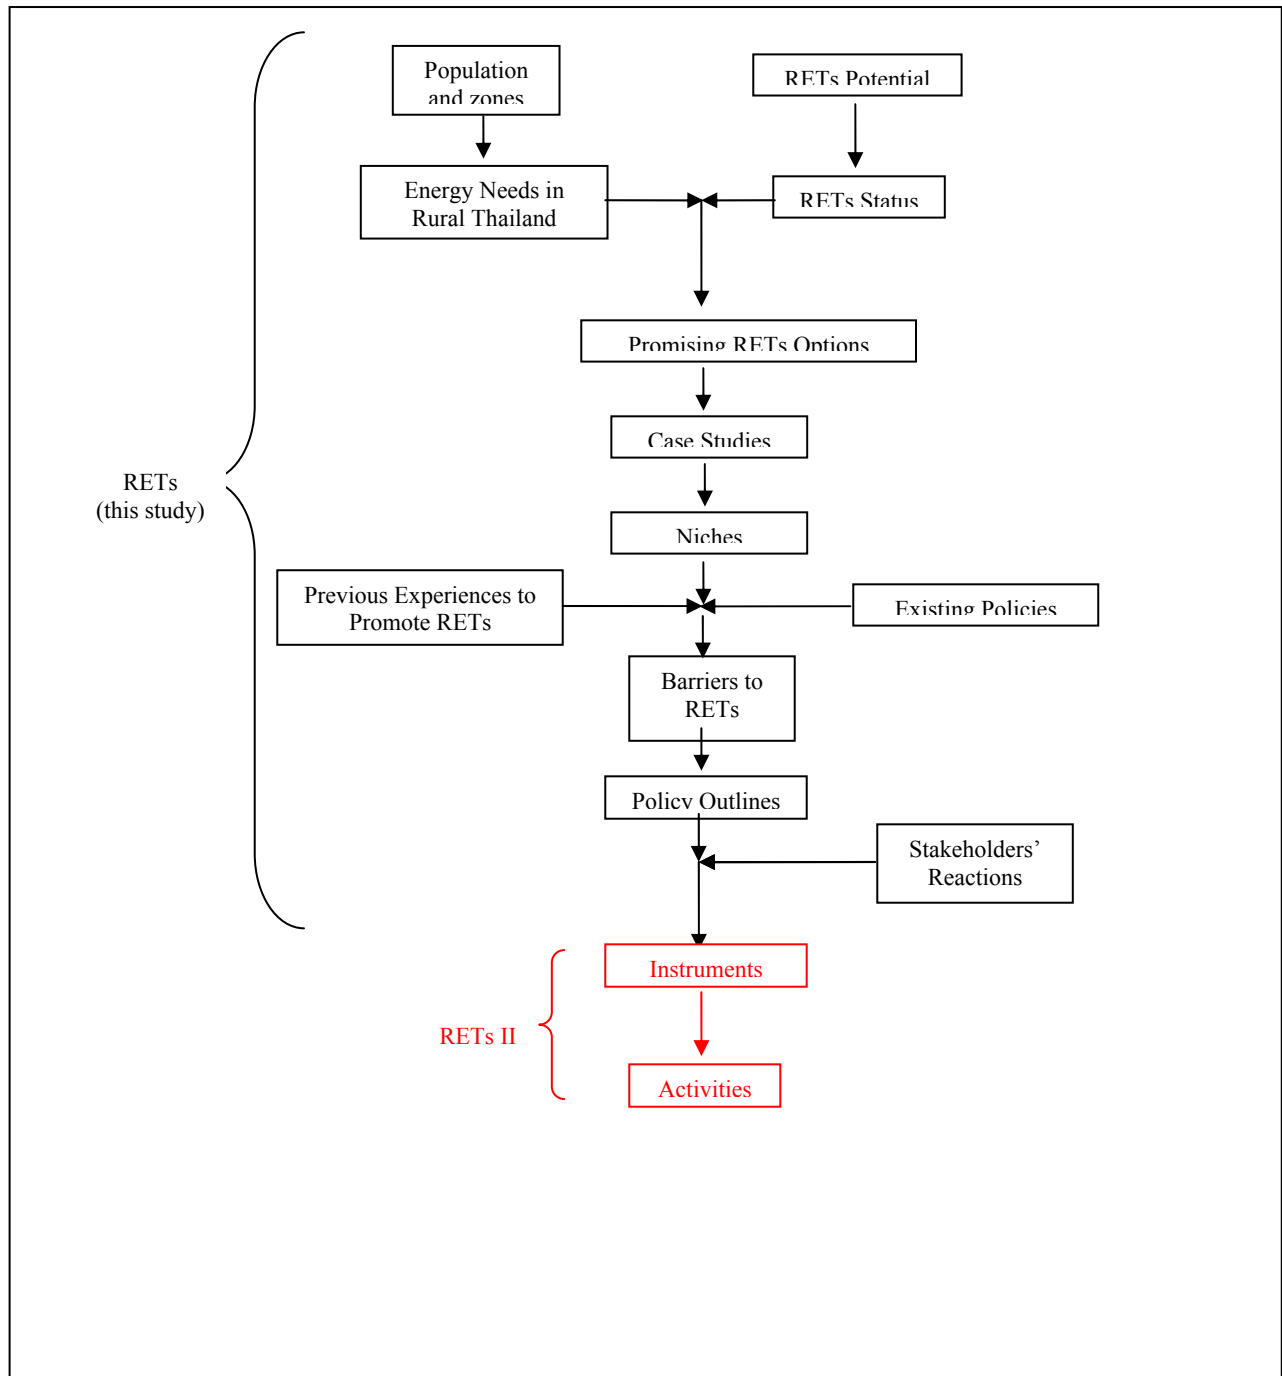 Population
and zones
RETs Potential
Energy Needs in
Rural Thailand
RETs Status
Promising RETs Options
Case Studies
RETs
(this study)
Niches
Previous Experiences to
Promote RETs
Existing Policies
Barriers to
RETs
Policy Outlines
Stakeholders’
Reactions
Instruments
RETs II
Activities